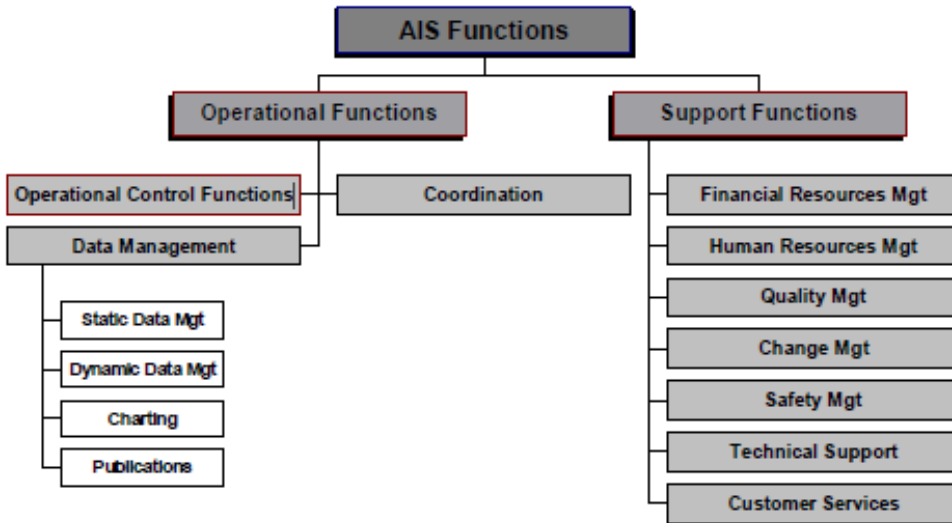 AIS Functions
Operational Functions
Support Functions
Operational Control Functions
Coordination
Data Management
Static Data Mgt
Dynamic Data Mgt
Charting
Publications
Financial Resources Mgt
Human Resources Mgt
Quality Mgt
Change Mgt
Safety Mgt
Technical Support
Customer Services